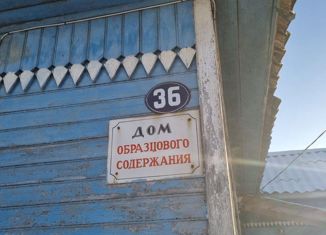 36
ДОМ
ОБРАЗЦОВОГО
СОДЕРЖАНИЯ